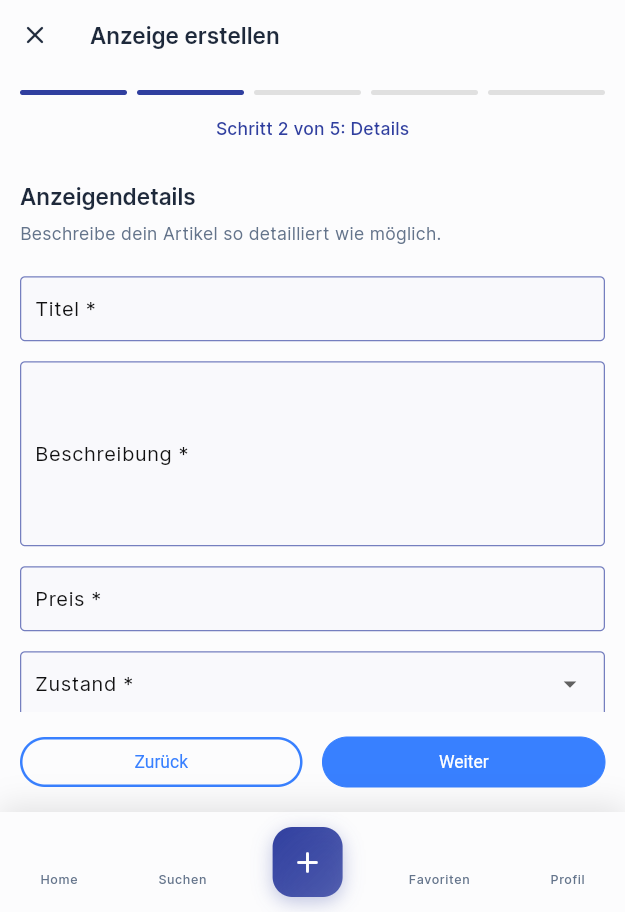 Anzeige erstellen
Schritt 2 von 5: Details
Anzeigendetails
Beschreibe dein Artikel so detailliert wie möglich.
Titel *
Beschreibung *
Preis *
Zustand *
Zurück
Weiter
Home
Suchen
Favoriten
Profil